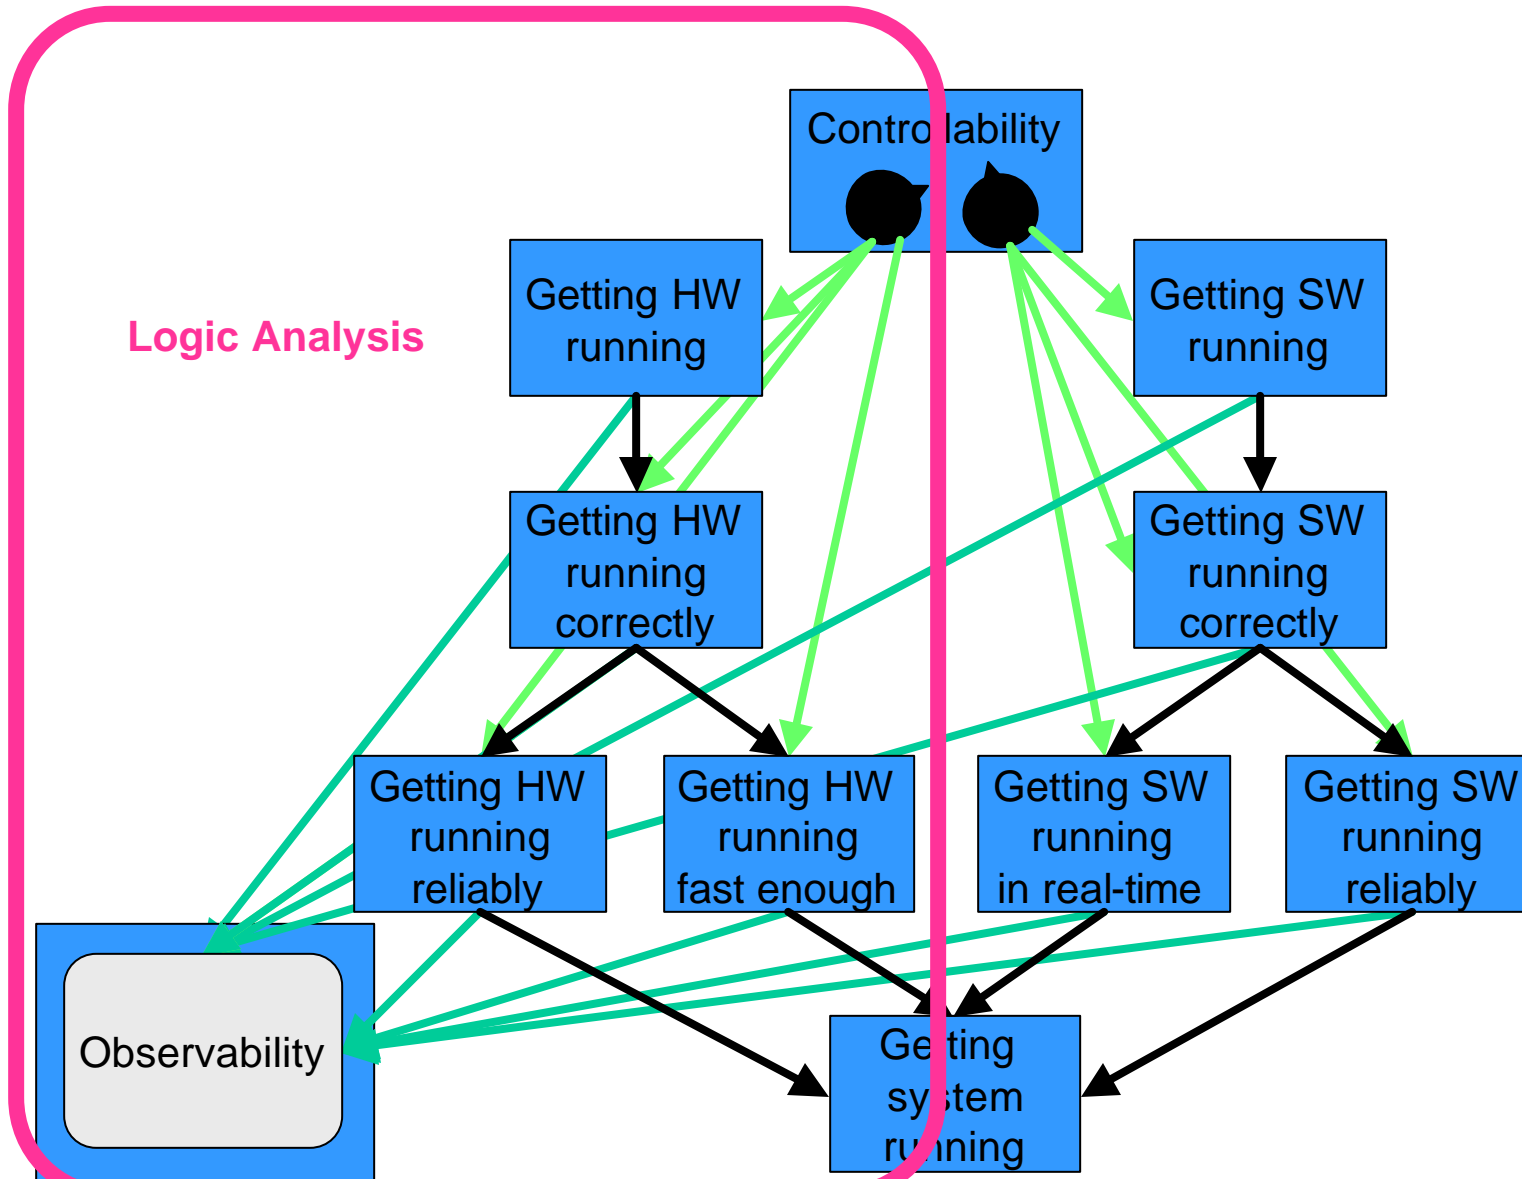 Controllability
Getting HW
running
Getting SW
running
Logic Analysis
Getting HW
running
correctly
Getting SW
running
correctly
Getting HW
running
reliably
Getting HW
running
fast enough
Getting SW
running
in real-time
Getting SW
running
reliably
Observability
Getting
system
running